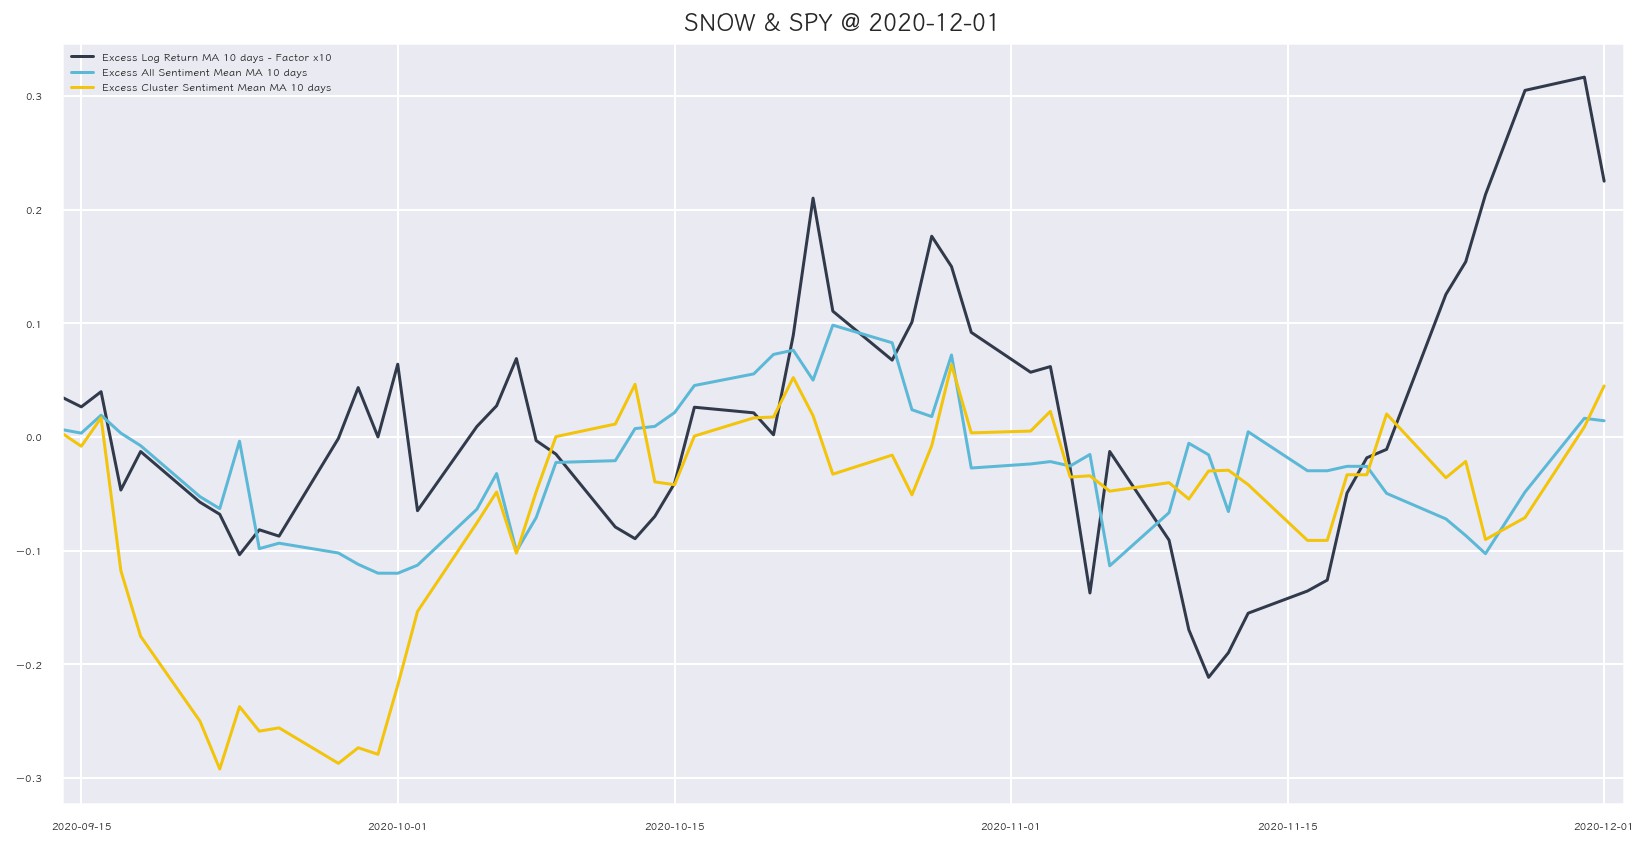 SNOW & SPY @ 2020-12-01
Excess Log Return MA 10 days - Factor x10
Excess All Sentiment Mean MA 10 days
Excess Cluster Sentiment Mean MA 10 days
0.3
0.2
0.1
0.0
−0.1
−0.2
−0.3
2020-09-15 2020-10-01 2020-10-15 2020-11-01 2020-11-15 2020-12-01